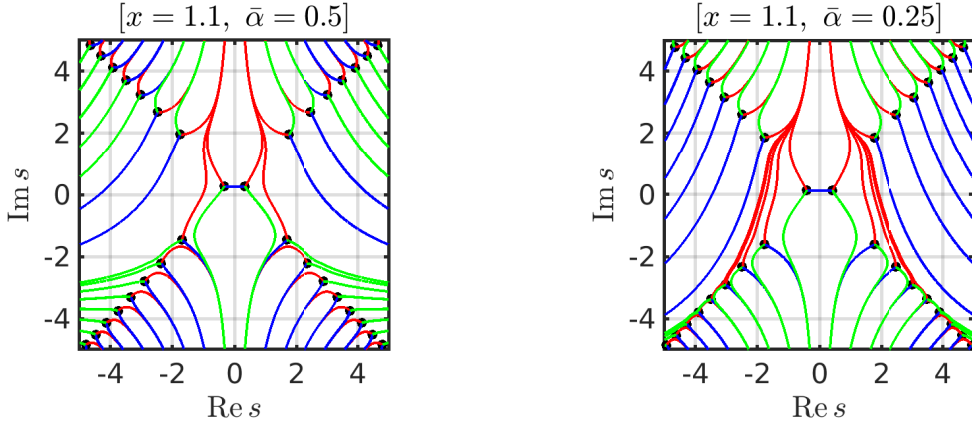 [x = 1.1, ᾱ = 0.5]
4
2
0
-2
-4
Im s
-4 -2 0 2 4
Re s
[x = 1.1, ᾱ = 0.25]
4
2
0
-2
-4
Im s
-4 -2 0 2 4
Re s